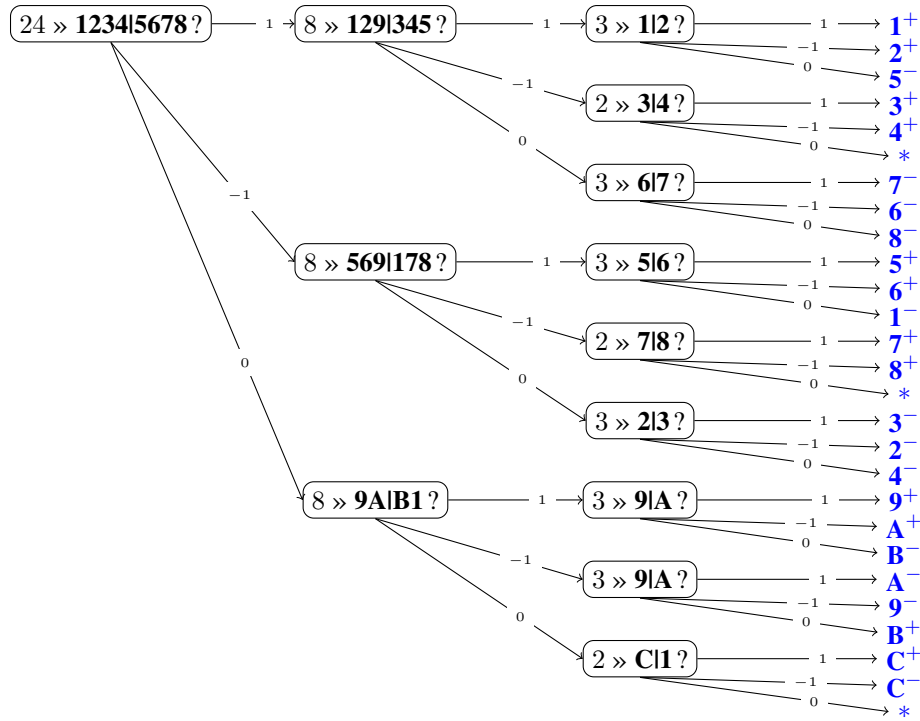 24 » 1234|5678 ? 1 8 » 129|345 ? 1 3 » 1|2 ? 1 1⁺
−1 2⁺
0 5⁻
−1 2 » 3|4 ? 1 3⁺
−1 4⁺
0 *
0 3 » 6|7 ? 1 7⁻
−1 6⁻
0 8⁻
−1 8 » 569|178 ? 1 3 » 5|6 ? 1 5⁺
−1 6⁺
0 1⁻
−1 2 » 7|8 ? 1 7⁺
−1 8⁺
0 *
0 3 » 2|3 ? 1 3⁻
−1 2⁻
0 4⁻
0 8 » 9A|B1 ? 1 3 » 9|A ? 1 9⁺
−1 A⁺
0 B⁻
−1 3 » 9|A ? 1 A⁻
−1 9⁻
0 B⁺
0 2 » C|1 ? 1 C⁺
−1 C⁻
0 *